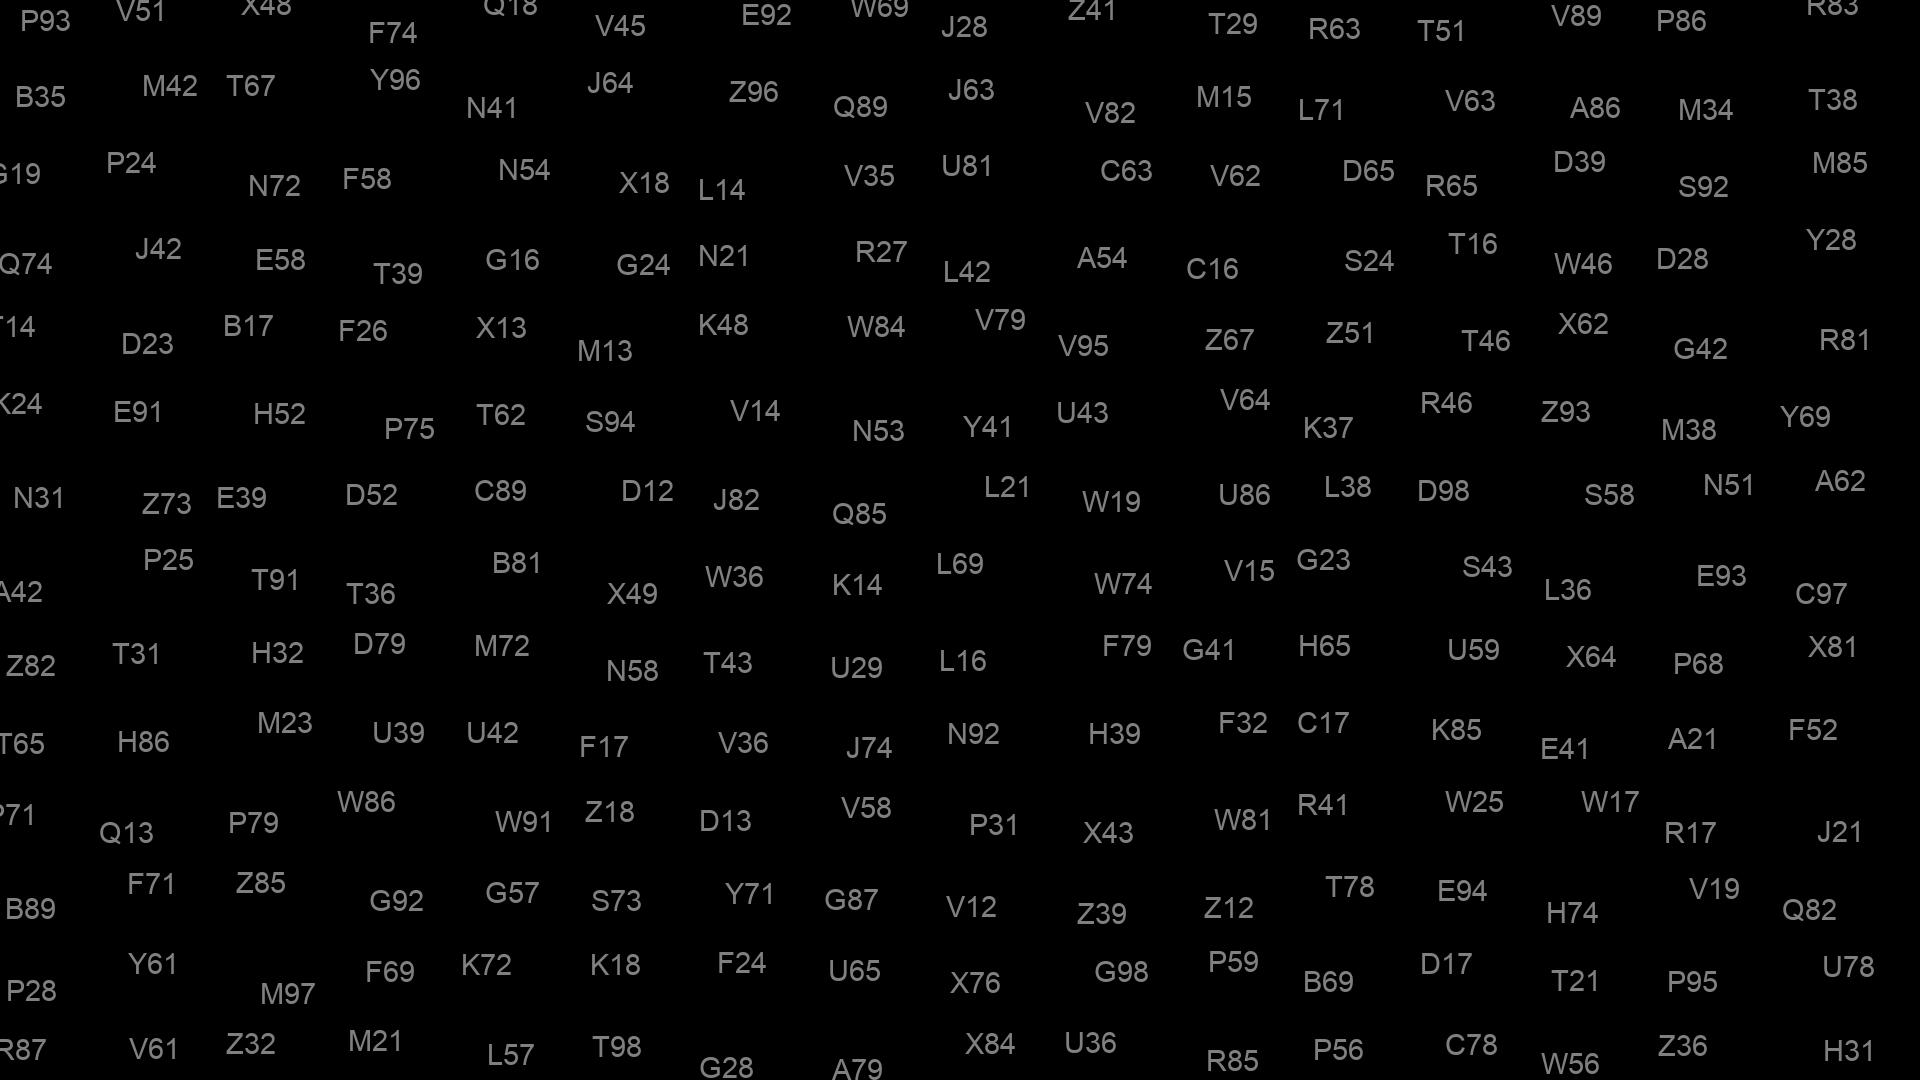 P93 V51 X48 F74 Q18 V45 E92 W69 J28 Z41 T29 R63 T51 V89 P86 R83
B35 M42 T67 Y96 N41 J64 Z96 Q89 J63 V82 M15 L71 V63 A86 M34 T38
G19 P24 N72 F58 N54 X18 L14 V35 U81 C63 V62 D65 R65 D39 S92 M85
Q74 J42 E58 T39 G16 G24 N21 R27 L42 A54 C16 S24 T16 W46 D28 Y28
14 D23 B17 F26 X13 M13 K48 W84 V79 V95 Z67 Z51 T46 X62 G42 R81
K24 E91 H52 P75 T62 S94 V14 N53 Y41 U43 V64 K37 R46 Z93 M38 Y69
N31 Z73 E39 D52 C89 D12 J82 Q85 L21 W19 U86 L38 D98 S58 N51 A62
A42 P25 T91 T36 B81 X49 W36 K14 L69 W74 V15 G23 S43 L36 E93 C97
Z82 T31 H32 D79 M72 N58 T43 U29 L16 F79 G41 H65 U59 X64 P68 X81
T65 H86 M23 U39 U42 F17 V36 J74 N92 H39 F32 C17 K85 E41 A21 F52
P71 Q13 P79 W86 W91 Z18 D13 V58 P31 X43 W81 R41 W25 W17 R17 J21
B89 F71 Z85 G92 G57 S73 Y71 G87 V12 Z39 Z12 T78 E94 H74 V19 Q82
P28 Y61 M97 F69 K72 K18 F24 U65 X76 G98 P59 B69 D17 T21 P95 U78
R87 V61 Z32 M21 L57 T98 G28 A79 X84 U36 R85 P56 C78 W56 Z36 H31